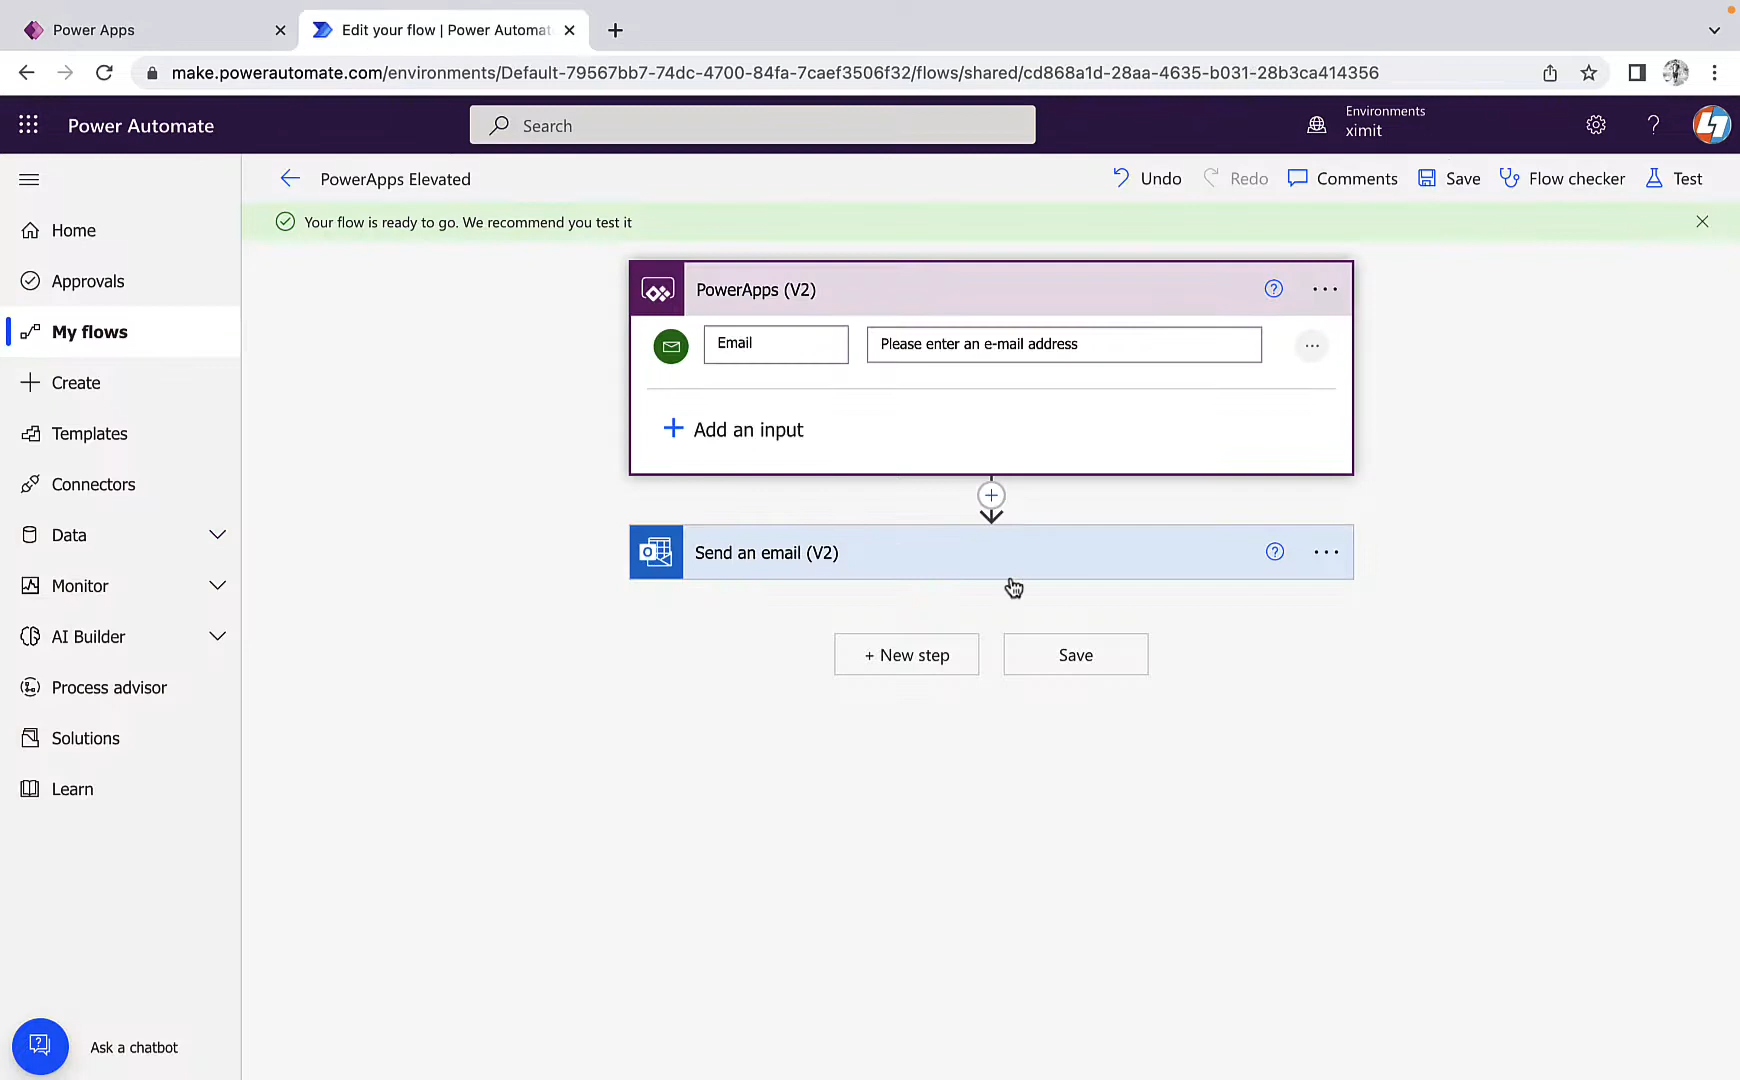 Power Apps
Edit your flow | Power Automat
make.powerautomate.com/environments/Default-79567bb7-74dc-4700-84fa-7caef3506f32/flows/shared/cd868a1d-28aa-4635-b031-28b3ca414356
Power Automate
Search
Environments
ximit
PowerApps Elevated
Undo
Redo
Comments
Save
Flow checker
Test
Your flow is ready to go. We recommend you test it
Home
Approvals
My flows
Create
Templates
Connectors
Data
Monitor
AI Builder
Process advisor
Solutions
Learn
Ask a chatbot
PowerApps (V2)
Email
Please enter an e-mail address
Add an input
Send an email (V2)
+ New step
Save